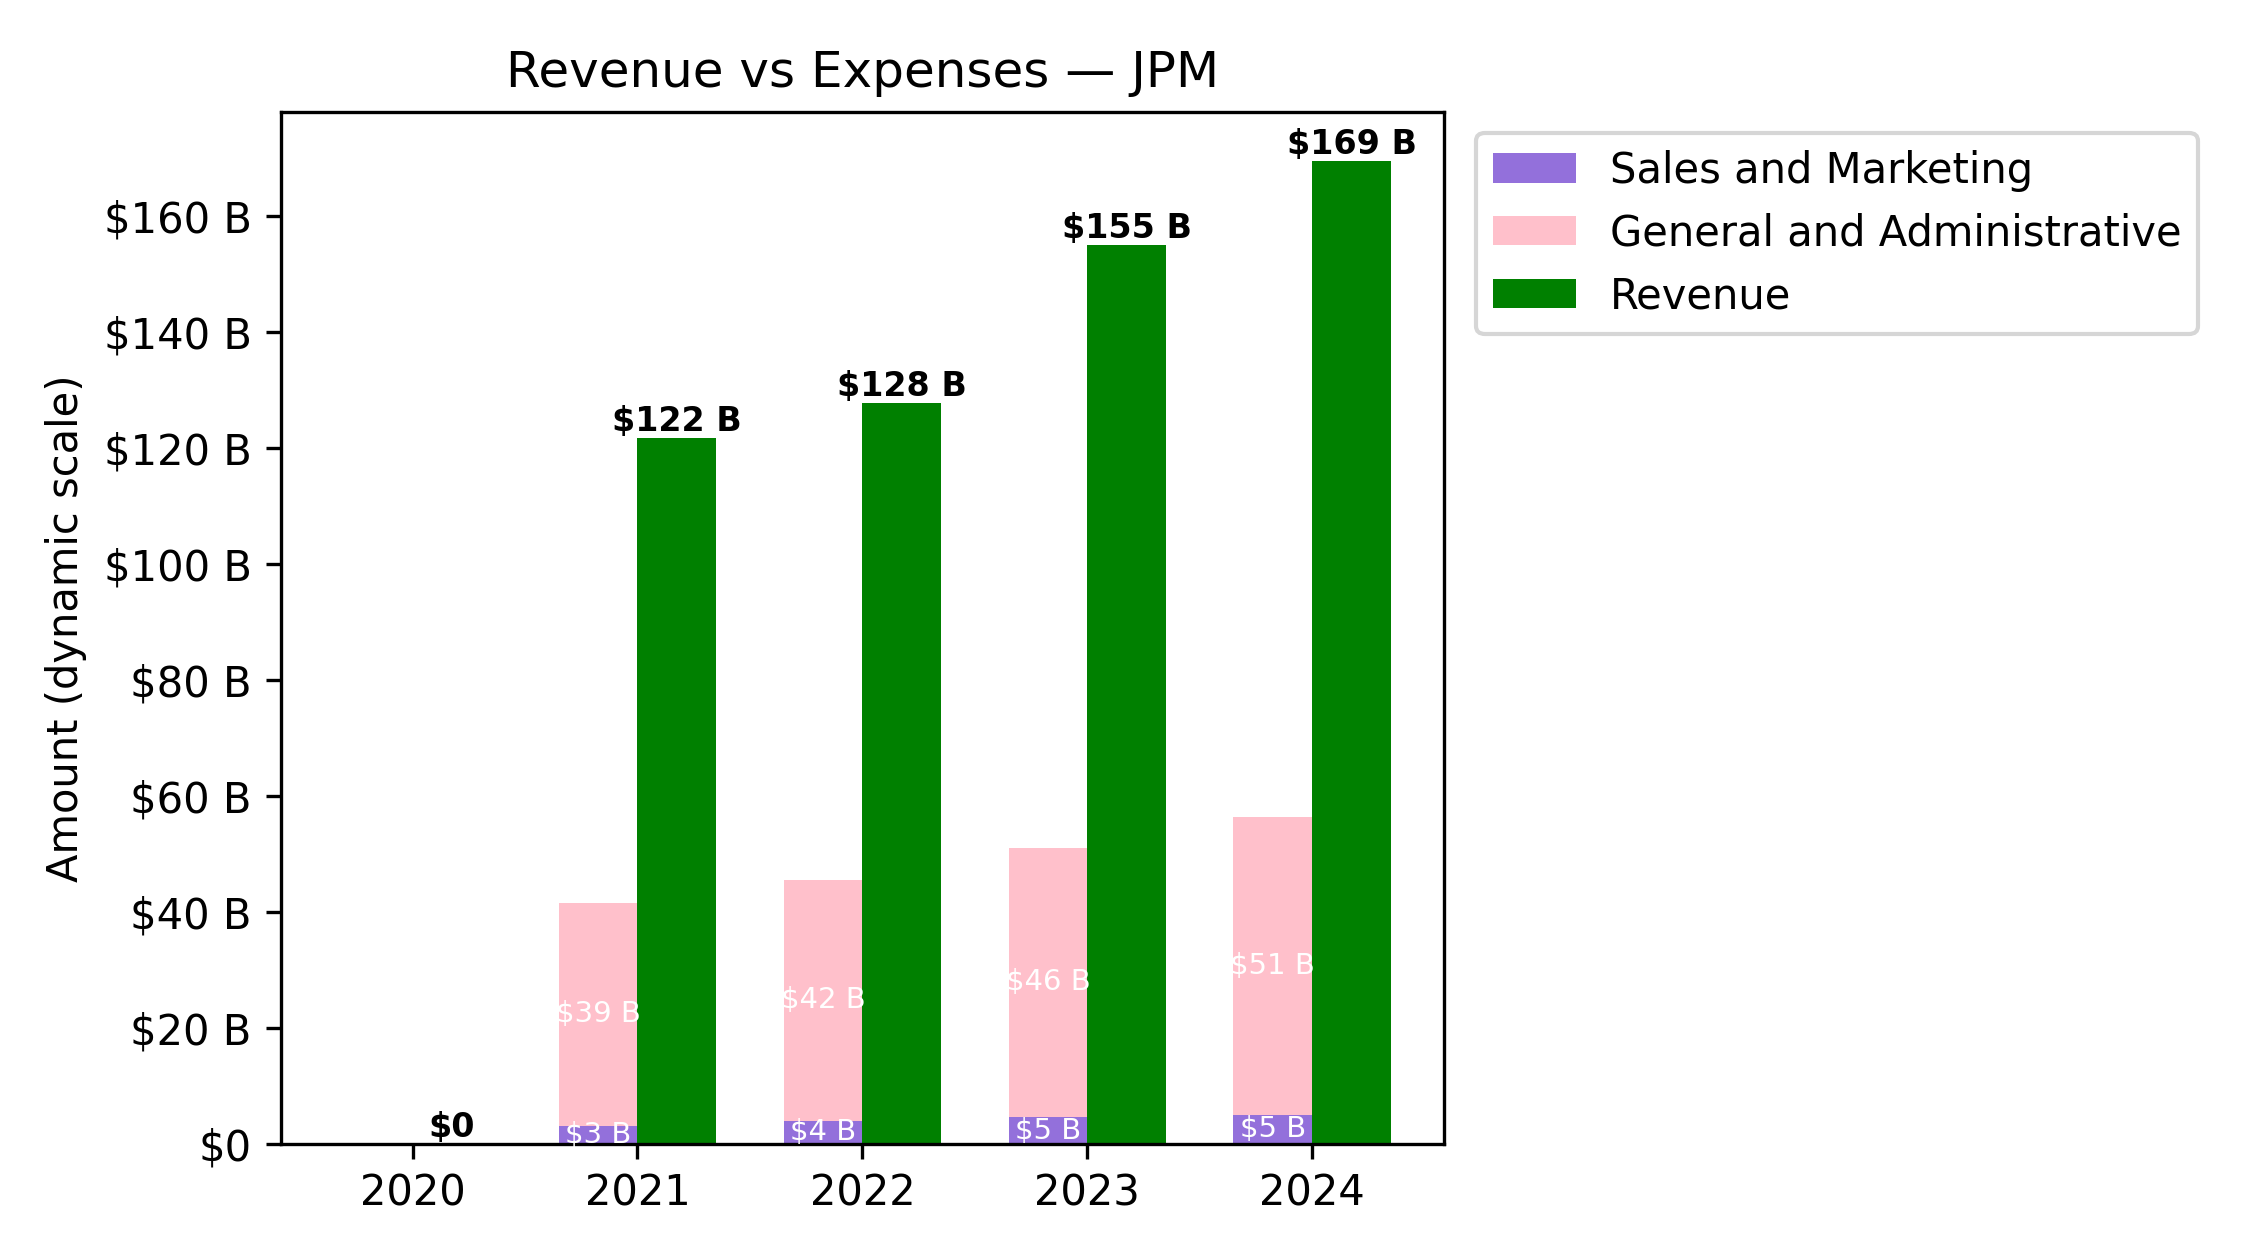 Revenue vs Expenses — JPM
Amount (dynamic scale)
$160 B
$140 B
$120 B
$100 B
$80 B
$60 B
$40 B
$20 B
$0
$0
$122 B
$128 B
$155 B
$169 B
$39 B
$42 B
$46 B
$51 B
$3 B
$4 B
$5 B
$5 B
2020
2021
2022
2023
2024
Sales and Marketing
General and Administrative
Revenue